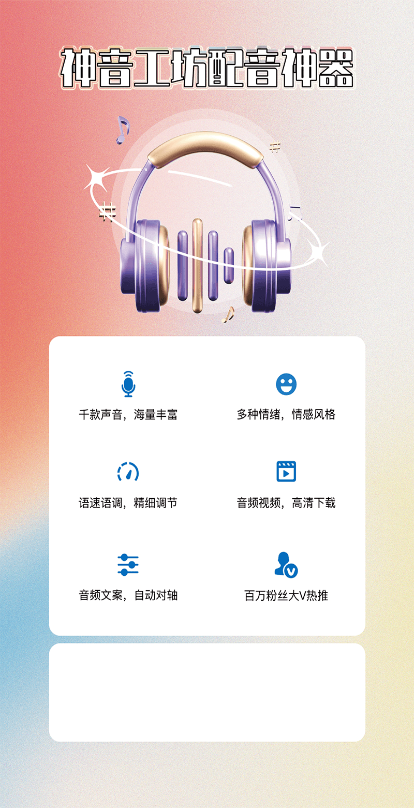 神音工坊配音神器
千款声音，海量丰富
多种情绪，情感风格
语速语调，精细调节
音频视频，高清下载
音频文案，自动对轴
百万粉丝大V热推